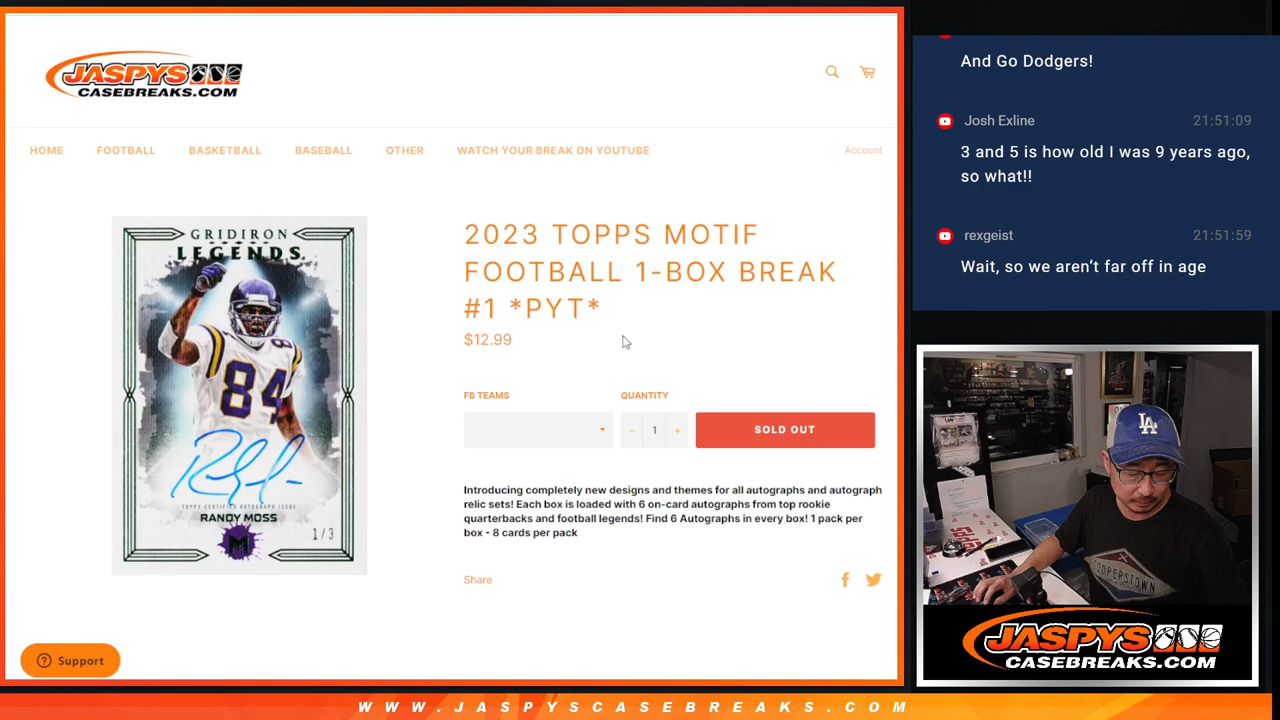 JASPYS
CASEBREAKS.COM
HOME
FOOTBALL
BASKETBALL
BASEBALL
OTHER
WATCH YOUR BREAK ON YOUTUBE
Account
GRIDIRON
LEGENDS
84
TOPPS CERTIFIED AUTOGRAPH ISSUE
RANDY MOSS
1/3
M
2023 TOPPS MOTIF
FOOTBALL 1-BOX BREAK
#1 *PYT*
$12.99
FB TEAMS
QUANTITY
− 1 +
SOLD OUT
Introducing completely new designs and themes for all autographs and autograph
relic sets! Each box is loaded with 6 on-card autographs from top rookie
quarterbacks and football legends! Find 6 Autographs in every box! 1 pack per
box - 8 cards per pack
Share
Support
And Go Dodgers!
Josh Exline 21:51:09
3 and 5 is how old I was 9 years ago,
so what!!
rexgeist 21:51:59
Wait, so we aren't far off in age
LA
COOPERSTOWN
JASPYS
CASEBREAKS.COM
WWW.JASPYSCASEBREAKS.COM